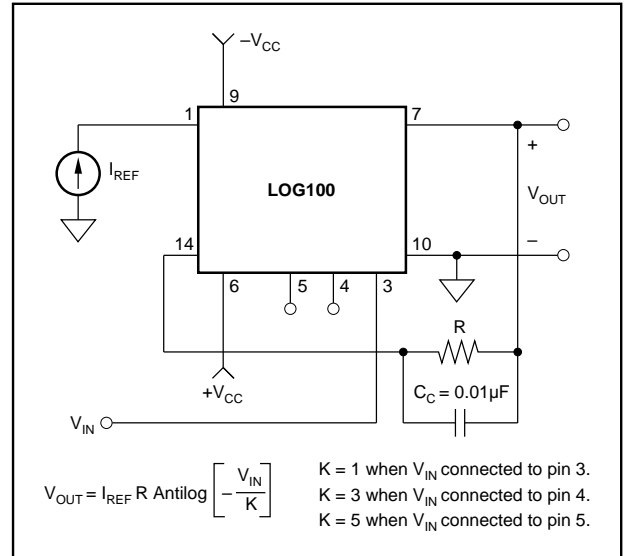 −V_CC
9
1
7
I_REF
LOG100
+
V_OUT
−
14
10
6
5
4
3
R
+V_CC
C_C = 0.01µF
V_IN
V_OUT = I_REF R Antilog [ − V_IN / K ]
K = 1 when V_IN connected to pin 3.
K = 3 when V_IN connected to pin 4.
K = 5 when V_IN connected to pin 5.